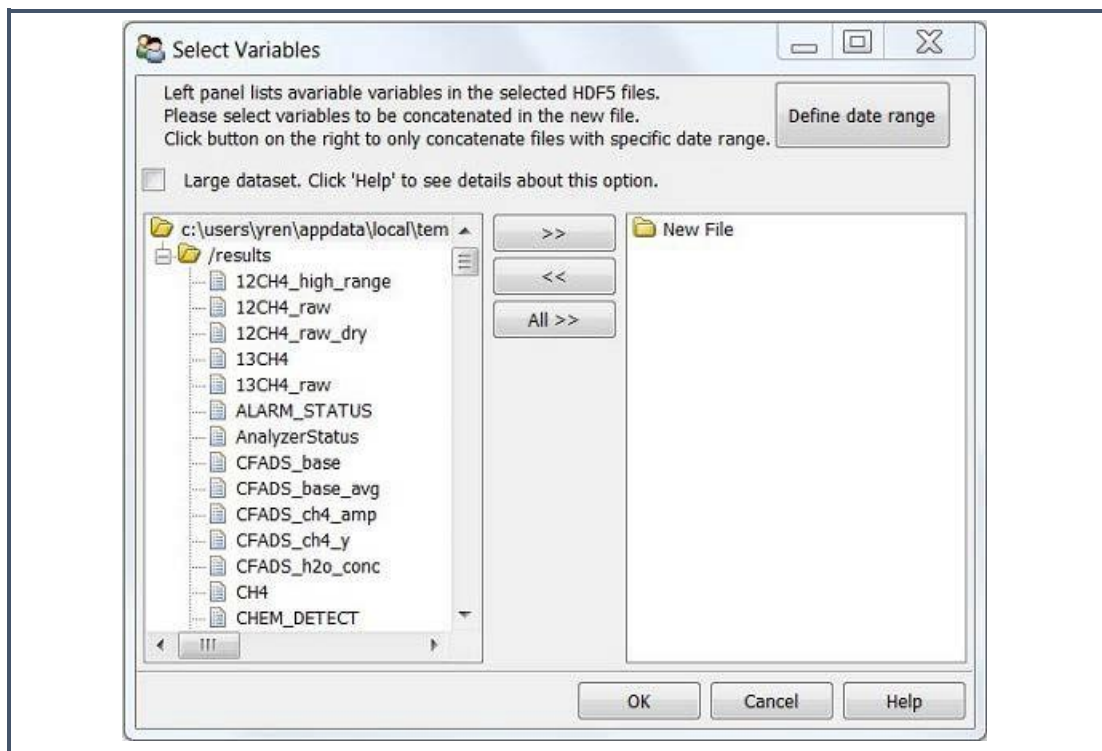 Select Variables
Left panel lists avariable variables in the selected HDF5 files.
Please select variables to be concatenated in the new file.
Click button on the right to only concatenate files with specific date range.
Define date range
Large dataset. Click 'Help' to see details about this option.
c:\users\yren\appdata\local\tem
/results
12CH4_high_range
12CH4_raw
12CH4_raw_dry
13CH4
13CH4_raw
ALARM_STATUS
AnalyzerStatus
CFADS_base
CFADS_base_avg
CFADS_ch4_amp
CFADS_ch4_y
CFADS_h2o_conc
CH4
CHEM_DETECT
>>
<<
All >>
New File
OK
Cancel
Help